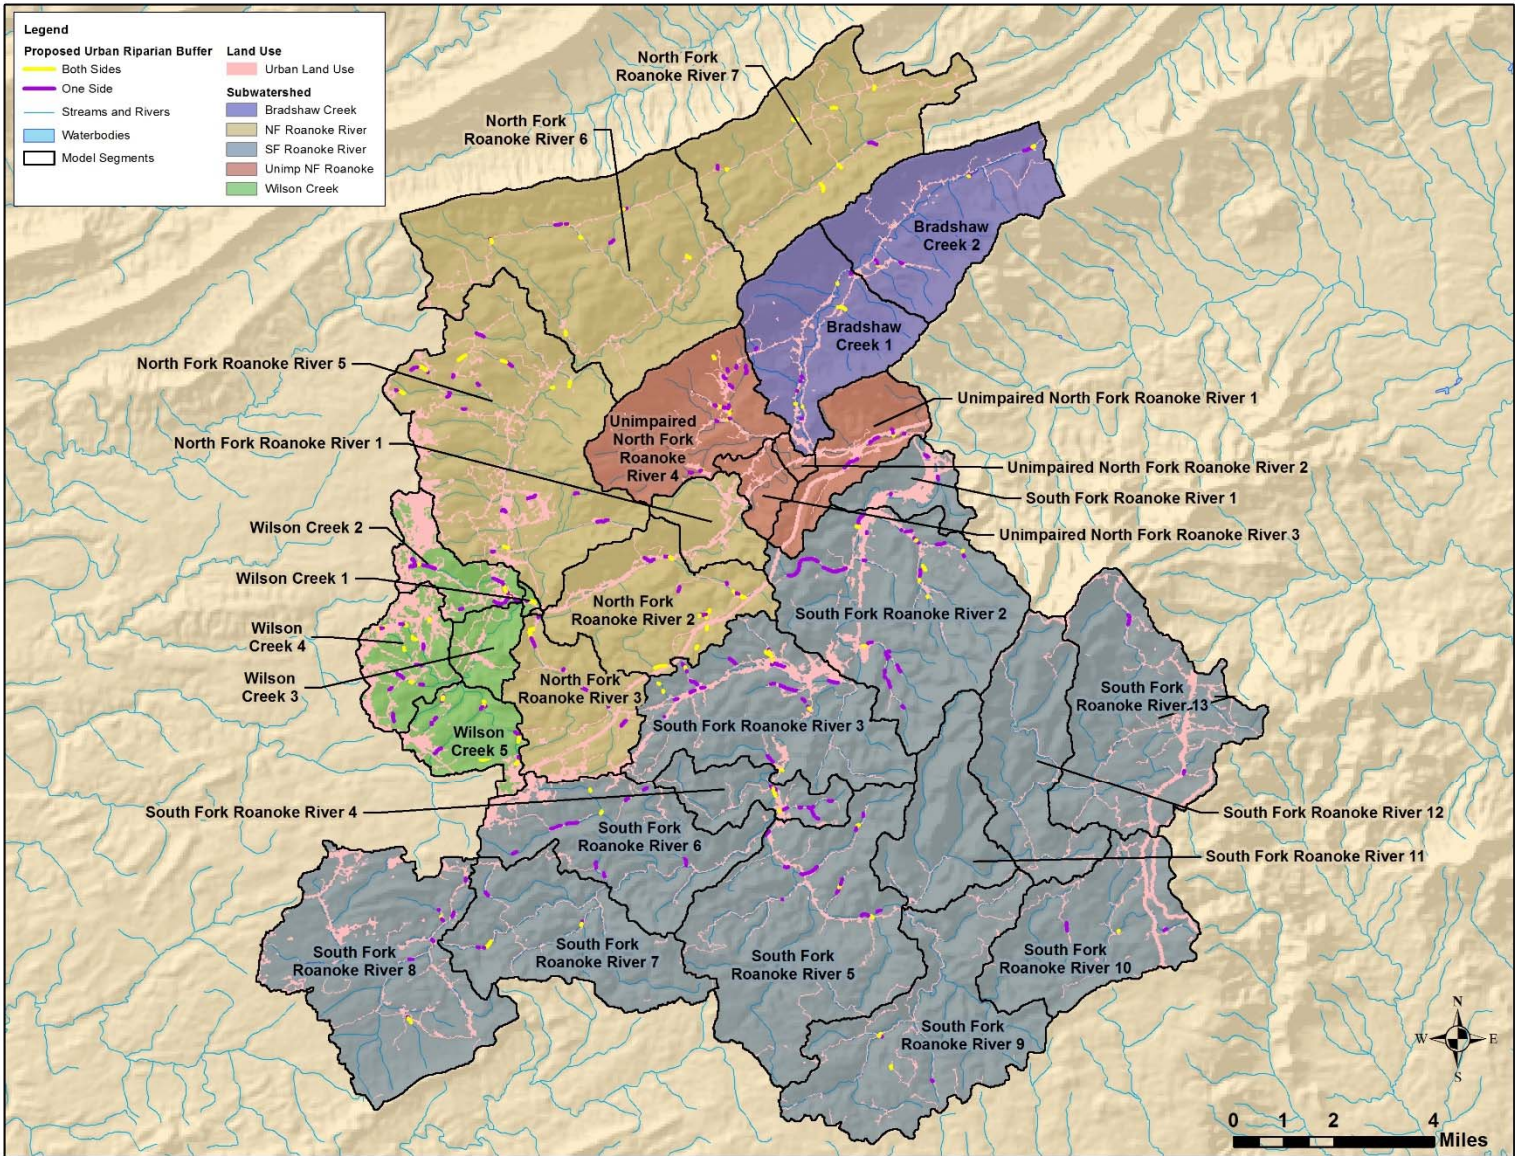 Legend
Proposed Urban Riparian Buffer
Both Sides
One Side
Streams and Rivers
Waterbodies
Model Segments
Land Use
Urban Land Use
Subwatershed
Bradshaw Creek
NF Roanoke River
SF Roanoke River
Unimp NF Roanoke
Wilson Creek
North Fork
Roanoke River 7
North Fork
Roanoke River 6
Bradshaw
Creek 2
Bradshaw
Creek 1
North Fork Roanoke River 5
Unimpaired North Fork Roanoke River 1
North Fork Roanoke River 1
Unimpaired
North Fork
Roanoke
River 4
Unimpaired North Fork Roanoke River 2
South Fork Roanoke River 1
Wilson Creek 2
Unimpaired North Fork Roanoke River 3
Wilson Creek 1
North Fork
Roanoke River 2
South Fork Roanoke River 2
Wilson
Creek 4
Wilson
Creek 3
North Fork
Roanoke River 3
South Fork
Roanoke River 13
South Fork Roanoke River 3
Wilson
Creek 5
South Fork Roanoke River 4
South Fork Roanoke River 12
South Fork
Roanoke River 6
South Fork Roanoke River 11
South Fork
Roanoke River 8
South Fork
Roanoke River 7
South Fork
Roanoke River 5
South Fork
Roanoke River 10
South Fork
Roanoke River 9
N
W
E
S
0 1 2 4
Miles